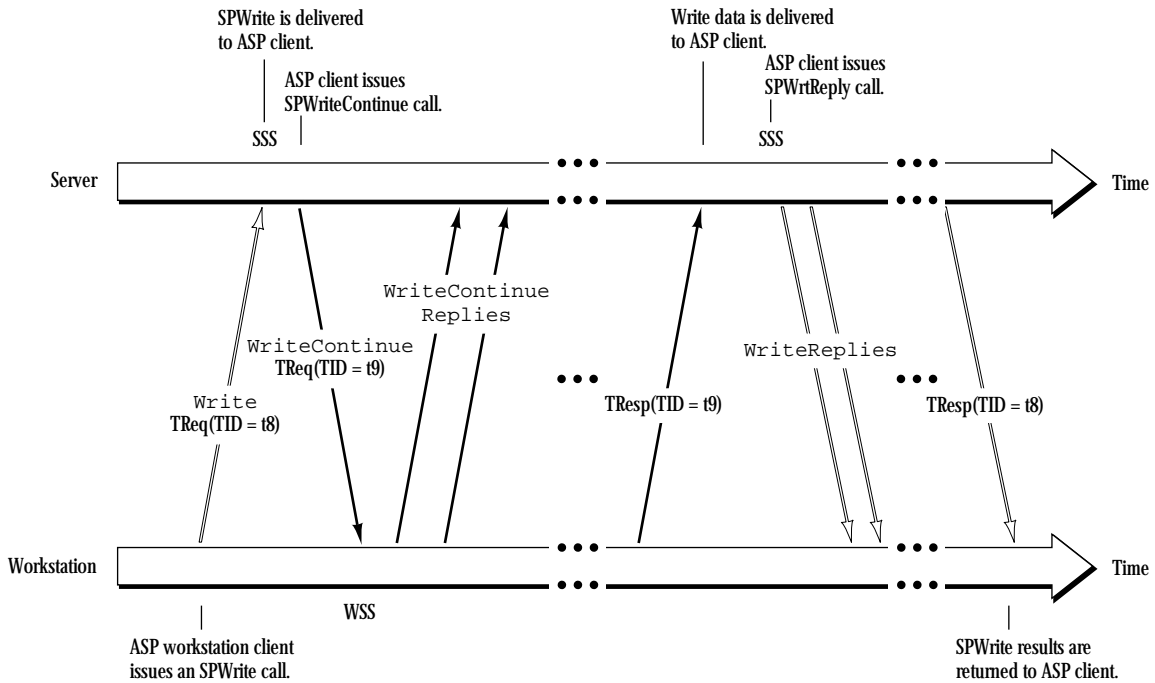 SPWrite is delivered
to ASP client.
ASP client issues
SPWriteContinue call.
Write data is delivered
to ASP client.
ASP client issues
SPWrtReply call.
SSS
SSS
Server
Time
WriteContinue
Replies
WriteContinue
TReq(TID = t9)
WriteReplies
Write
TReq(TID = t8)
TResp(TID = t9)
TResp(TID = t8)
Workstation
Time
WSS
ASP workstation client
issues an SPWrite call.
SPWrite results are
returned to ASP client.